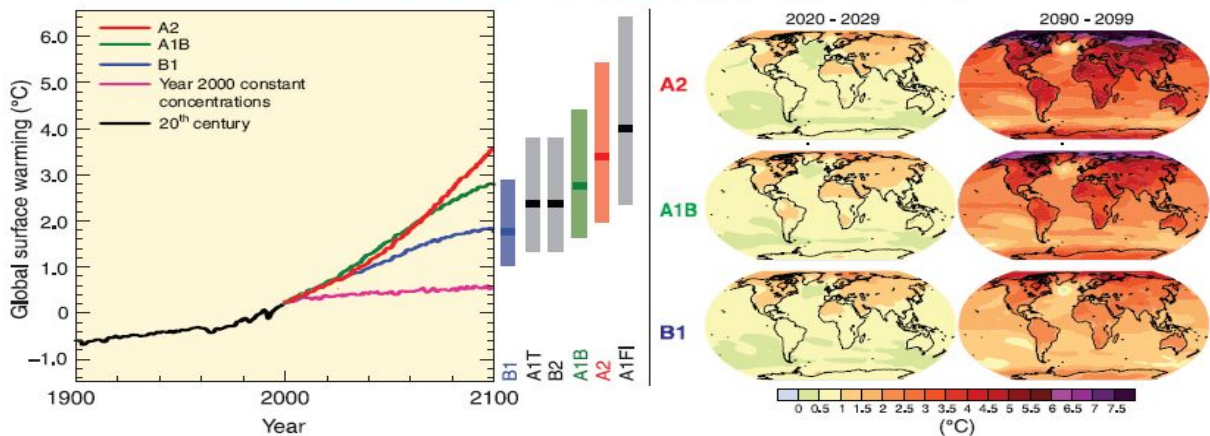 Global surface warming (°C)
6.0
5.0
4.0
3.0
2.0
1.0
0
–1.0
A2
A1B
B1
Year 2000 constant
concentrations
20th century
1900
2000
2100
Year
B1
A1T
B2
A1B
A2
A1FI
2020 - 2029
2090 - 2099
A2
A1B
B1
0 0.5 1 1.5 2 2.5 3 3.5 4 4.5 5 5.5 6 6.5 7 7.5
(°C)